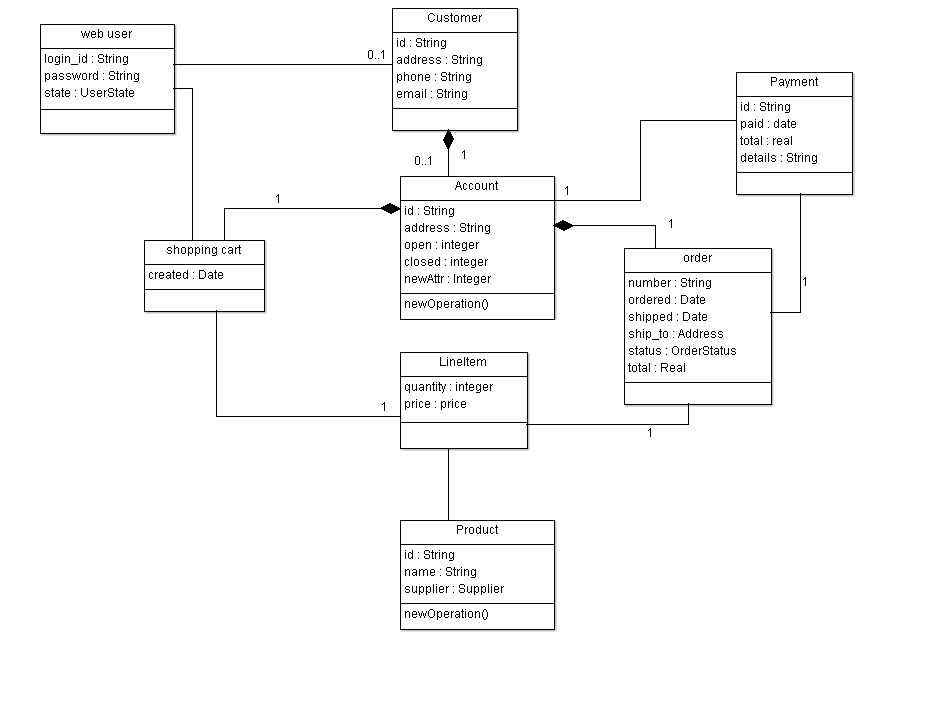 web user
login_id : String
password : String
state : UserState
0..1
Customer
id : String
address : String
phone : String
email : String
Payment
id : String
paid : date
total : real
details : String
0..1
1
1
Account
id : String
address : String
open : integer
closed : integer
newAttr : Integer
newOperation()
1
1
shopping cart
created : Date
order
number : String
ordered : Date
shipped : Date
ship_to : Address
status : OrderStatus
total : Real
1
LineItem
quantity : integer
price : price
1
1
Product
id : String
name : String
supplier : Supplier
newOperation()